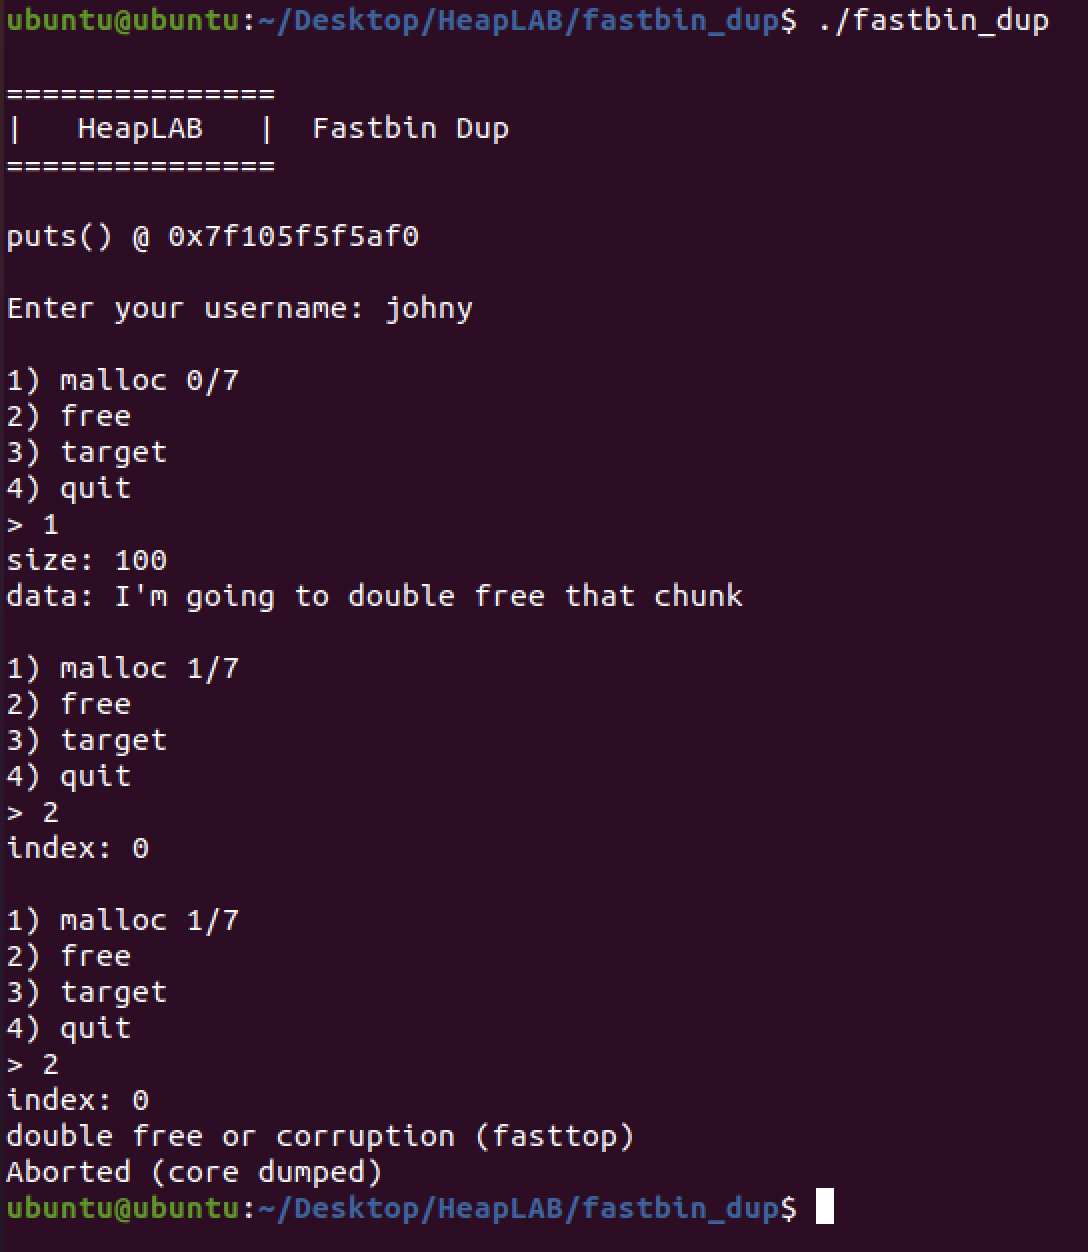 ubuntu@ubuntu:~/Desktop/HeapLAB/fastbin_dup$ ./fastbin_dup
===============
|   HeapLAB   |  Fastbin Dup
===============
puts() @ 0x7f105f5f5af0
Enter your username: johny
1) malloc 0/7
2) free
3) target
4) quit
> 1
size: 100
data: I'm going to double free that chunk
1) malloc 1/7
2) free
3) target
4) quit
> 2
index: 0
1) malloc 1/7
2) free
3) target
4) quit
> 2
index: 0
double free or corruption (fasttop)
Aborted (core dumped)
ubuntu@ubuntu:~/Desktop/HeapLAB/fastbin_dup$